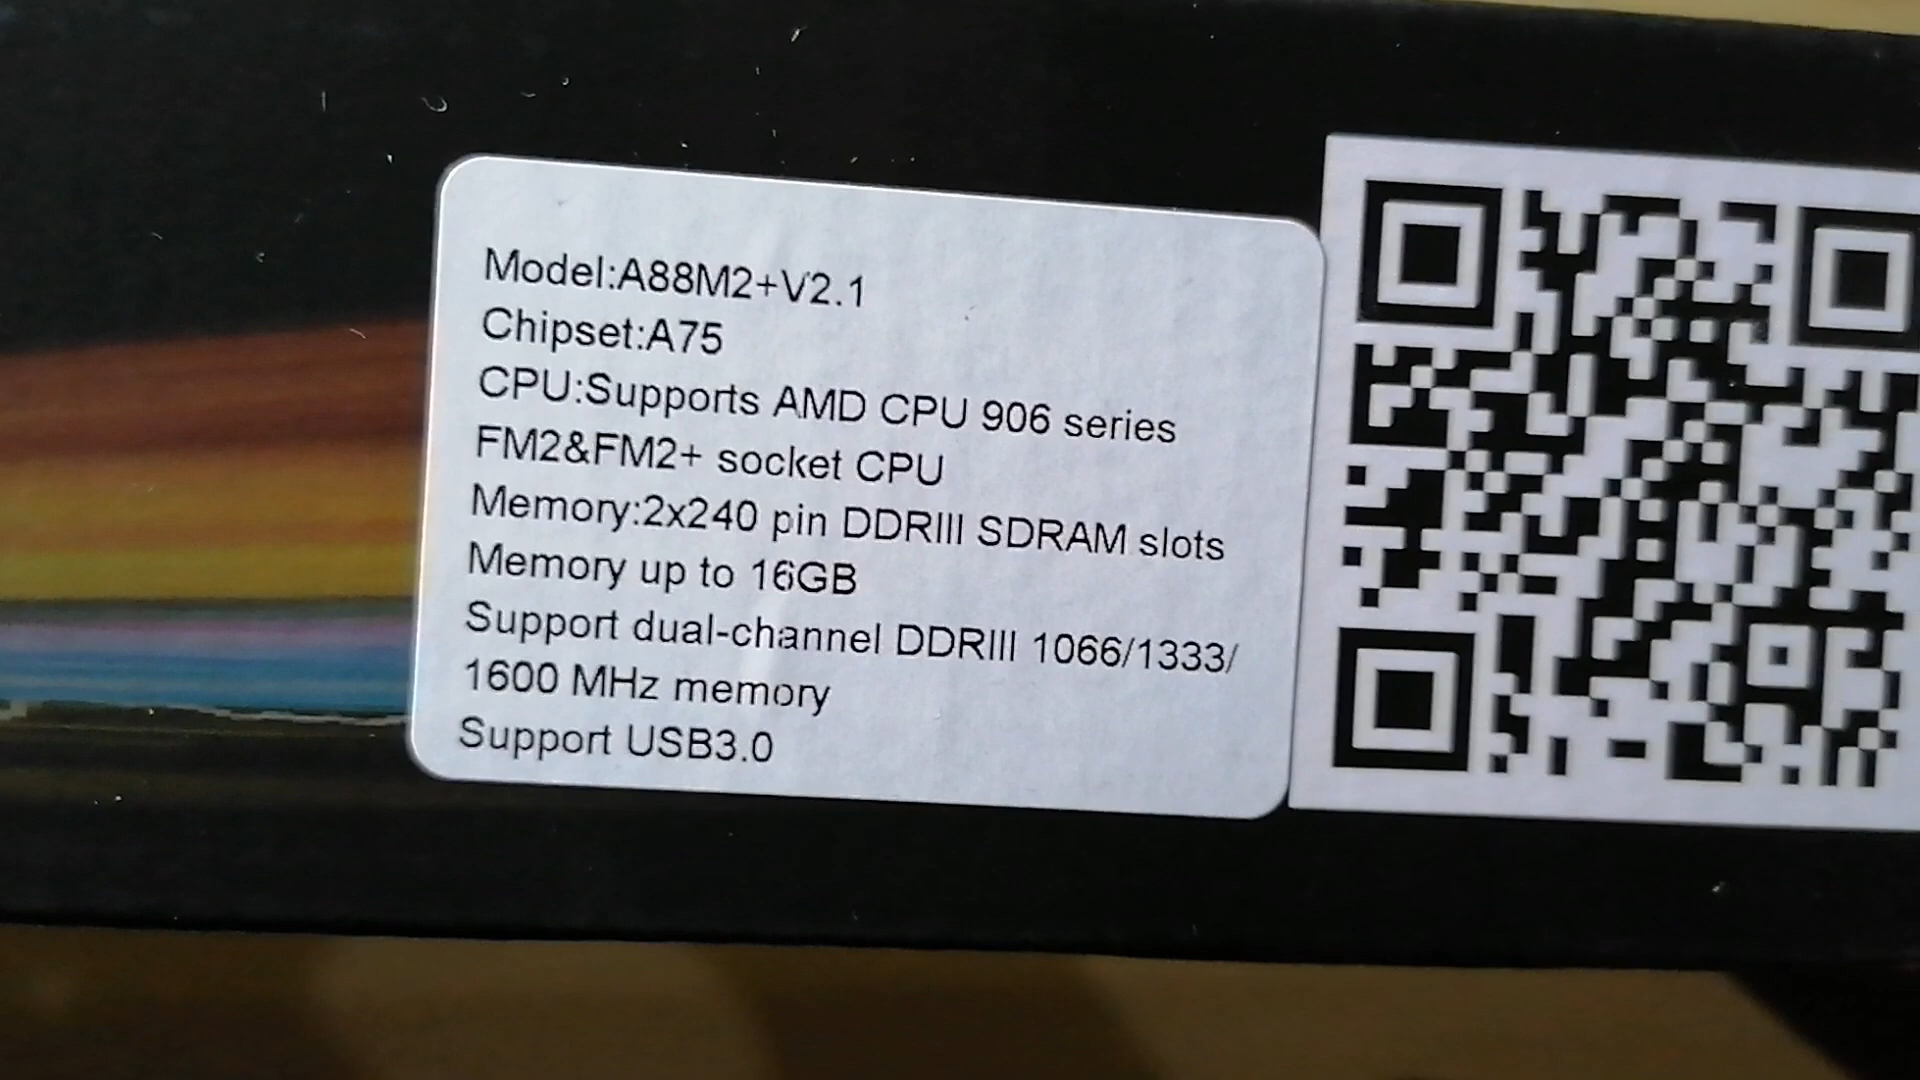 Model:A88M2+V2.1
Chipset:A75
CPU:Supports AMD CPU 906 series
FM2&FM2+ socket CPU
Memory:2x240 pin DDRIII SDRAM slots
Memory up to 16GB
Support dual-channel DDRIII 1066/1333/
1600 MHz memory
Support USB3.0